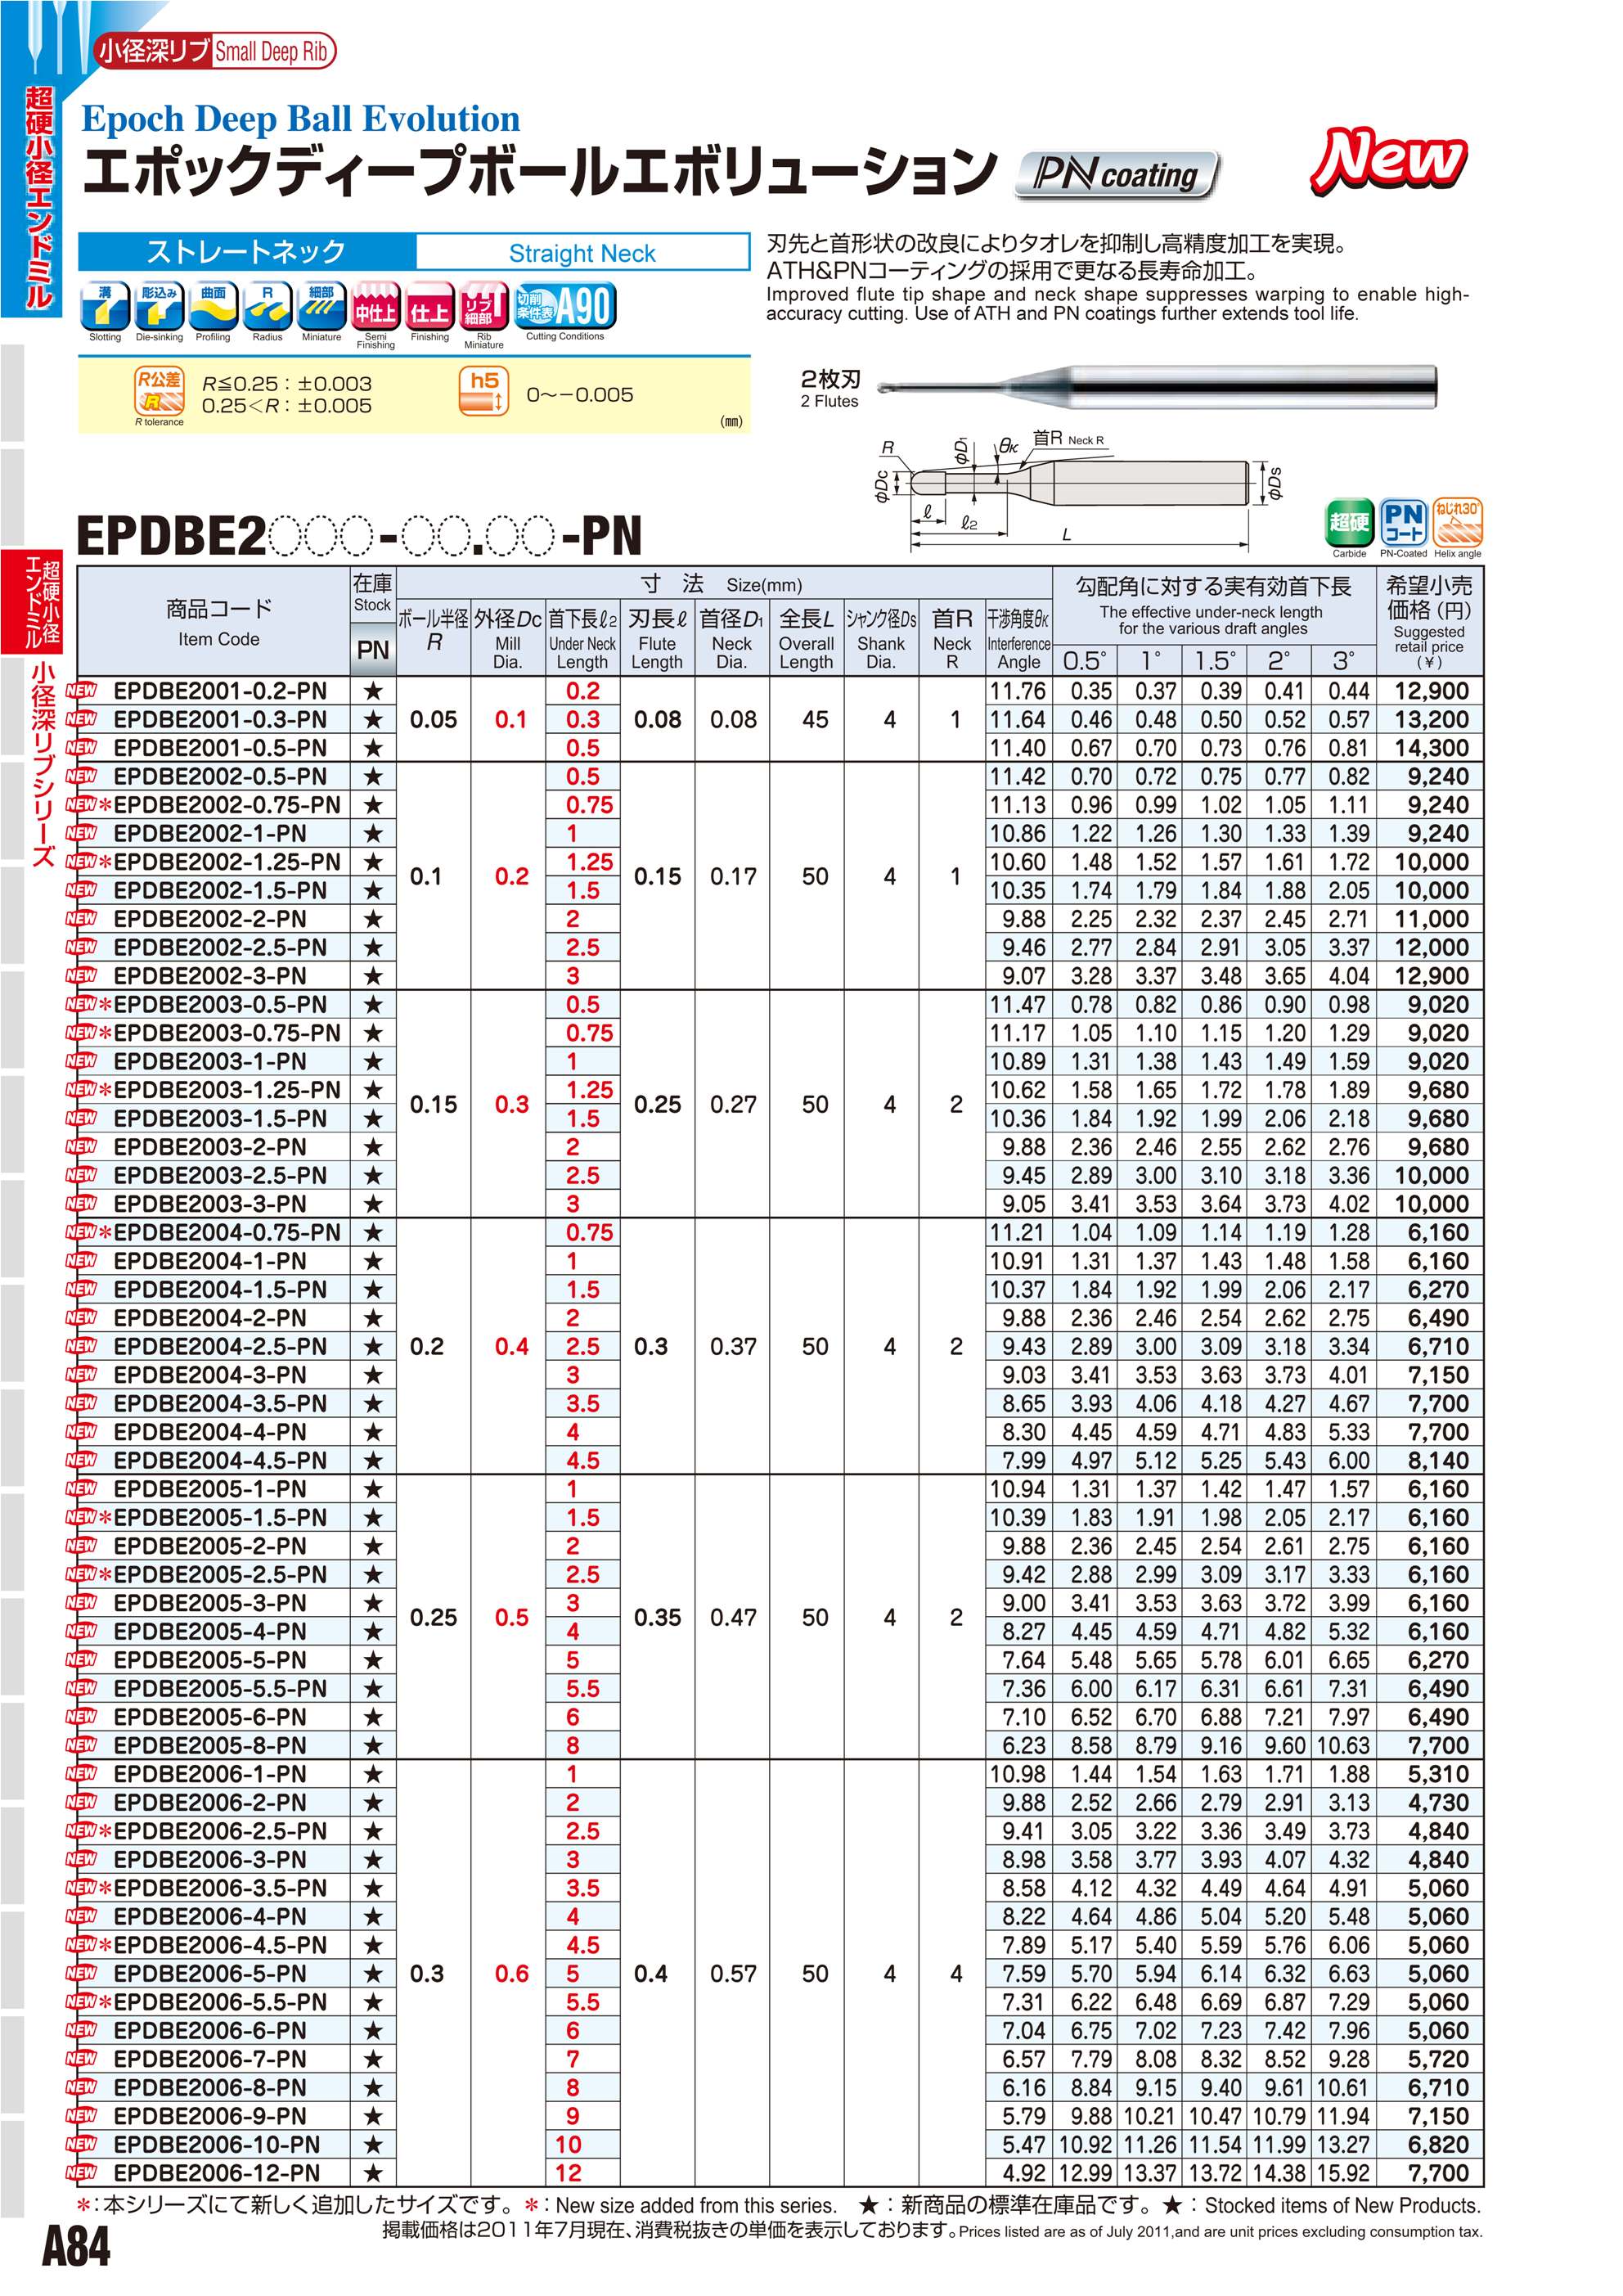 小径深リブ Small Deep Rib
超硬小径エンドミル
Epoch Deep Ball Evolution
エポックディープボールエボリューション PN coating New
ストレートネック Straight Neck
刃先と首形状の改良によりタオレを抑制し高精度加工を実現。
ATH&PNコーティングの採用で更なる長寿命加工。
Improved flute tip shape and neck shape suppresses warping to enable high-
accuracy cutting. Use of ATH and PN coatings further extends tool life.
溝 彫込み 曲面 R 細部 中仕上 仕上 リブ細部 切削条件表 A90
Slotting Die-sinking Profiling Radius Miniature Semi Finishing Finishing Rib Miniature Cutting Conditions
R公差 R R≦0.25：±0.003 h5 0〜−0.005
0.25<R：±0.005
R tolerance (mm)
2枚刃
2 Flutes
R φD1 θK 首R Neck R
φDc φDs
ℓ ℓ2 L
EPDBE2○○○-○○.○○-PN
超硬 PNコート ねじれ30°
Carbide PN-Coated Helix angle
超硬小径エンドミル
小径深リブシリーズ
商品コード Item Code 在庫 Stock PN 寸 法 Size(mm) 勾配角に対する実有効首下長 希望小売価格（円）
The effective under-neck length for the various draft angles Suggested retail price (￥)
ボール半径 R 外径Dc Mill Dia. 首下長ℓ2 Under Neck Length 刃長ℓ Flute Length 首径D1 Neck Dia. 全長L Overall Length シャンク径Ds Shank Dia. 首R Neck R 干渉角度θK Interference Angle 0.5° 1° 1.5° 2° 3°
NEW EPDBE2001-0.2-PN ★ 0.2 11.76 0.35 0.37 0.39 0.41 0.44 12,900
NEW EPDBE2001-0.3-PN ★ 0.05 0.1 0.3 0.08 0.08 45 4 1 11.64 0.46 0.48 0.50 0.52 0.57 13,200
NEW EPDBE2001-0.5-PN ★ 0.5 11.40 0.67 0.70 0.73 0.76 0.81 14,300
NEW EPDBE2002-0.5-PN ★ 0.5 11.42 0.70 0.72 0.75 0.77 0.82 9,240
NEW *EPDBE2002-0.75-PN ★ 0.75 11.13 0.96 0.99 1.02 1.05 1.11 9,240
NEW EPDBE2002-1-PN ★ 1 10.86 1.22 1.26 1.30 1.33 1.39 9,240
NEW *EPDBE2002-1.25-PN ★ 1.25 10.60 1.48 1.52 1.57 1.61 1.72 10,000
0.1 0.2 0.15 0.17 50 4 1
NEW EPDBE2002-1.5-PN ★ 1.5 10.35 1.74 1.79 1.84 1.88 2.05 10,000
NEW EPDBE2002-2-PN ★ 2 9.88 2.25 2.32 2.37 2.45 2.71 11,000
NEW EPDBE2002-2.5-PN ★ 2.5 9.46 2.77 2.84 2.91 3.05 3.37 12,000
NEW EPDBE2002-3-PN ★ 3 9.07 3.28 3.37 3.48 3.65 4.04 12,900
NEW *EPDBE2003-0.5-PN ★ 0.5 11.47 0.78 0.82 0.86 0.90 0.98 9,020
NEW *EPDBE2003-0.75-PN ★ 0.75 11.17 1.05 1.10 1.15 1.20 1.29 9,020
NEW EPDBE2003-1-PN ★ 1 10.89 1.31 1.38 1.43 1.49 1.59 9,020
NEW *EPDBE2003-1.25-PN ★ 1.25 10.62 1.58 1.65 1.72 1.78 1.89 9,680
0.15 0.3 0.25 0.27 50 4 2
NEW EPDBE2003-1.5-PN ★ 1.5 10.36 1.84 1.92 1.99 2.06 2.18 9,680
NEW EPDBE2003-2-PN ★ 2 9.88 2.36 2.46 2.55 2.62 2.76 9,680
NEW EPDBE2003-2.5-PN ★ 2.5 9.45 2.89 3.00 3.10 3.18 3.36 10,000
NEW EPDBE2003-3-PN ★ 3 9.05 3.41 3.53 3.64 3.73 4.02 10,000
NEW *EPDBE2004-0.75-PN ★ 0.75 11.21 1.04 1.09 1.14 1.19 1.28 6,160
NEW EPDBE2004-1-PN ★ 1 10.91 1.31 1.37 1.43 1.48 1.58 6,160
NEW EPDBE2004-1.5-PN ★ 1.5 10.37 1.84 1.92 1.99 2.06 2.17 6,270
NEW EPDBE2004-2-PN ★ 2 9.88 2.36 2.46 2.54 2.62 2.75 6,490
NEW EPDBE2004-2.5-PN ★ 0.2 0.4 2.5 0.3 0.37 50 4 2 9.43 2.89 3.00 3.09 3.18 3.34 6,710
NEW EPDBE2004-3-PN ★ 3 9.03 3.41 3.53 3.63 3.73 4.01 7,150
NEW EPDBE2004-3.5-PN ★ 3.5 8.65 3.93 4.06 4.18 4.27 4.67 7,700
NEW EPDBE2004-4-PN ★ 4 8.30 4.45 4.59 4.71 4.83 5.33 7,700
NEW EPDBE2004-4.5-PN ★ 4.5 7.99 4.97 5.12 5.25 5.43 6.00 8,140
NEW EPDBE2005-1-PN ★ 1 10.94 1.31 1.37 1.42 1.47 1.57 6,160
NEW *EPDBE2005-1.5-PN ★ 1.5 10.39 1.83 1.91 1.98 2.05 2.17 6,160
NEW EPDBE2005-2-PN ★ 2 9.88 2.36 2.45 2.54 2.61 2.75 6,160
NEW *EPDBE2005-2.5-PN ★ 2.5 9.42 2.88 2.99 3.09 3.17 3.33 6,160
NEW EPDBE2005-3-PN ★ 3 9.00 3.41 3.53 3.63 3.72 3.99 6,160
0.25 0.5 0.35 0.47 50 4 2
NEW EPDBE2005-4-PN ★ 4 8.27 4.45 4.59 4.71 4.82 5.32 6,160
NEW EPDBE2005-5-PN ★ 5 7.64 5.48 5.65 5.78 6.01 6.65 6,270
NEW EPDBE2005-5.5-PN ★ 5.5 7.36 6.00 6.17 6.31 6.61 7.31 6,490
NEW EPDBE2005-6-PN ★ 6 7.10 6.52 6.70 6.88 7.21 7.97 6,490
NEW EPDBE2005-8-PN ★ 8 6.23 8.58 8.79 9.16 9.60 10.63 7,700
NEW EPDBE2006-1-PN ★ 1 10.98 1.44 1.54 1.63 1.71 1.88 5,310
NEW EPDBE2006-2-PN ★ 2 9.88 2.52 2.66 2.79 2.91 3.13 4,730
NEW *EPDBE2006-2.5-PN ★ 2.5 9.41 3.05 3.22 3.36 3.49 3.73 4,840
NEW EPDBE2006-3-PN ★ 3 8.98 3.58 3.77 3.93 4.07 4.32 4,840
NEW *EPDBE2006-3.5-PN ★ 3.5 8.58 4.12 4.32 4.49 4.64 4.91 5,060
NEW EPDBE2006-4-PN ★ 4 8.22 4.64 4.86 5.04 5.20 5.48 5,060
NEW *EPDBE2006-4.5-PN ★ 4.5 7.89 5.17 5.40 5.59 5.76 6.06 5,060
NEW EPDBE2006-5-PN ★ 0.3 0.6 5 0.4 0.57 50 4 4 7.59 5.70 5.94 6.14 6.32 6.63 5,060
NEW *EPDBE2006-5.5-PN ★ 5.5 7.31 6.22 6.48 6.69 6.87 7.29 5,060
NEW EPDBE2006-6-PN ★ 6 7.04 6.75 7.02 7.23 7.42 7.96 5,060
NEW EPDBE2006-7-PN ★ 7 6.57 7.79 8.08 8.32 8.52 9.28 5,720
NEW EPDBE2006-8-PN ★ 8 6.16 8.84 9.15 9.40 9.61 10.61 6,710
NEW EPDBE2006-9-PN ★ 9 5.79 9.88 10.21 10.47 10.79 11.94 7,150
NEW EPDBE2006-10-PN ★ 10 5.47 10.92 11.26 11.54 11.99 13.27 6,820
NEW EPDBE2006-12-PN ★ 12 4.92 12.99 13.37 13.72 14.38 15.92 7,700
*：本シリーズにて新しく追加したサイズです。*：New size added from this series. ★：新商品の標準在庫品です。★：Stocked items of New Products.
掲載価格は2011年7月現在、消費税抜きの単価を表示しております。Prices listed are as of July 2011,and are unit prices excluding consumption tax.
A84